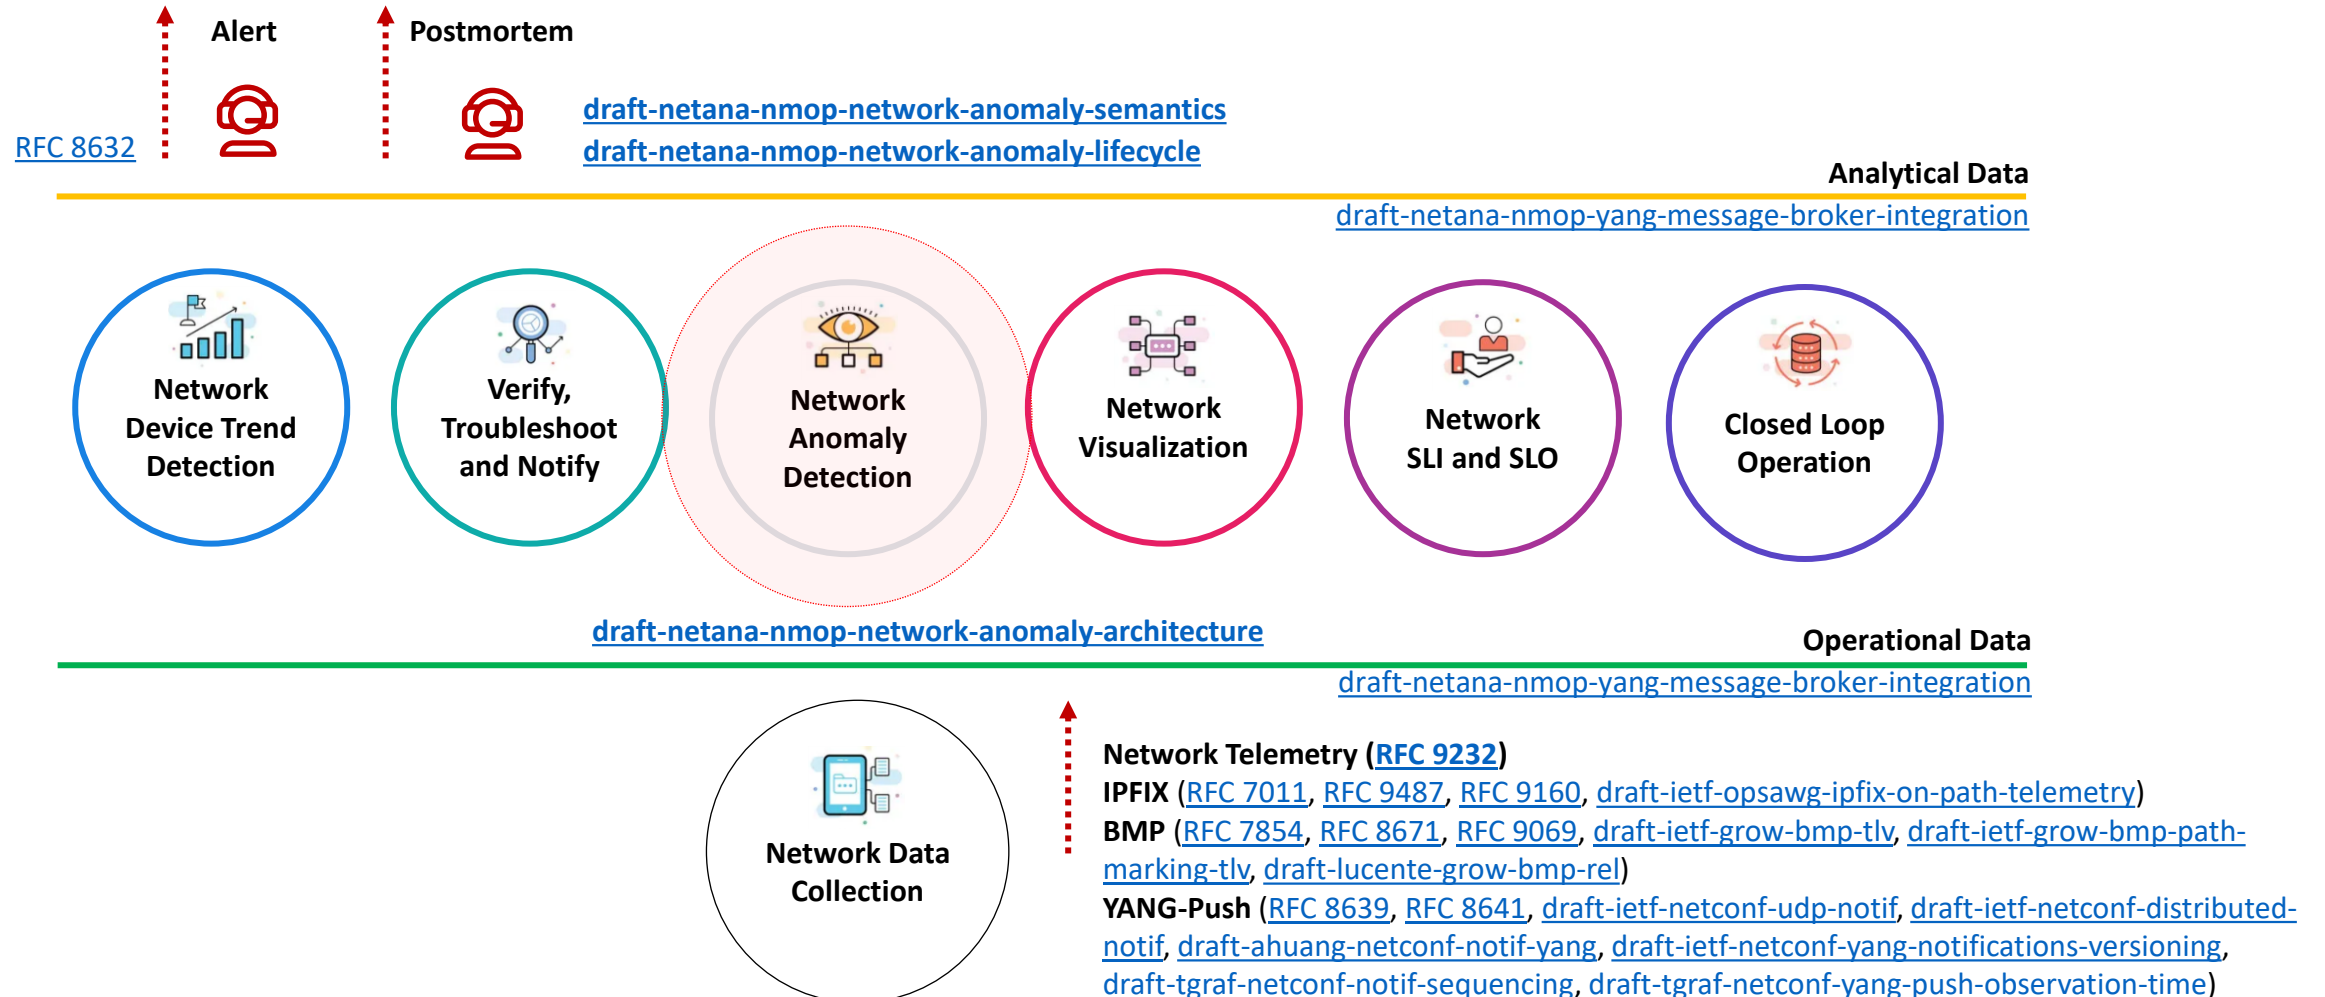 Alert
Postmortem
RFC 8632
draft-netana-nmop-network-anomaly-semantics
draft-netana-nmop-network-anomaly-lifecycle
Analytical Data
draft-netana-nmop-yang-message-broker-integration
Network
Device Trend
Detection
Verify,
Troubleshoot
and Notify
Network
Anomaly
Detection
Network
Visualization
Network
SLI and SLO
Closed Loop
Operation
draft-netana-nmop-network-anomaly-architecture
Operational Data
draft-netana-nmop-yang-message-broker-integration
Network Data
Collection
Network Telemetry (RFC 9232)
IPFIX (RFC 7011, RFC 9487, RFC 9160, draft-ietf-opsawg-ipfix-on-path-telemetry)
BMP (RFC 7854, RFC 8671, RFC 9069, draft-ietf-grow-bmp-tlv, draft-ietf-grow-bmp-path-
marking-tlv, draft-lucente-grow-bmp-rel)
YANG-Push (RFC 8639, RFC 8641, draft-ietf-netconf-udp-notif, draft-ietf-netconf-distributed-
notif, draft-ahuang-netconf-notif-yang, draft-ietf-netconf-yang-notifications-versioning,
draft-tgraf-netconf-notif-sequencing, draft-tgraf-netconf-yang-push-observation-time)